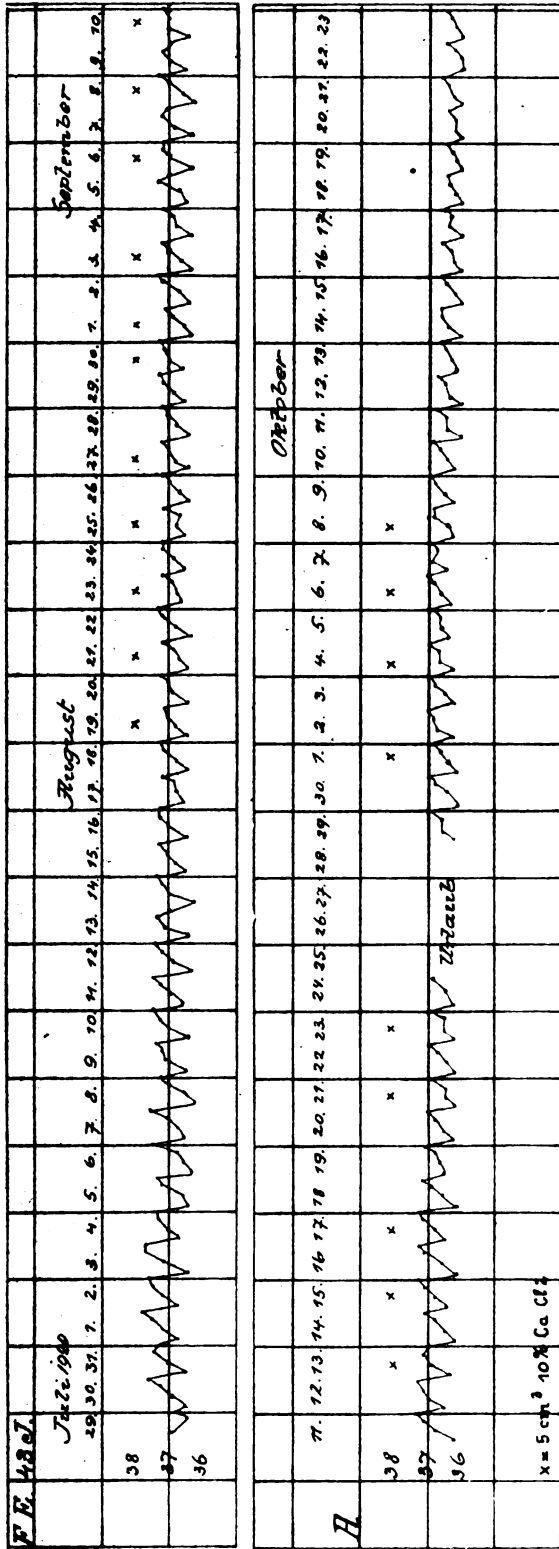 F. E. J.
Juli 1940 August September
29. 30. 31. 1. 2. 3. 4. 5. 6. 7. 8. 9. 10. 11. 12. 13. 14. 15. 16. 17. 18. 19. 20. 21. 22. 23. 24. 25. 26. 27. 28. 29. 30. 1. 2. 3. 4. 5. 6. 7. 8. 9. 10.
38 x x x x x x x x x x x
37
36
Oktober
11. 12. 13. 14. 15. 16 17. 18 19. 20. 21. 22 23. 24. 25. 26. 27. 28. 29. 30. 1. 2. 3. 4. 5. 6. 7. 8. 9. 10. 11. 12. 13. 14. 15. 16. 17. 18. 19. 20. 21. 22. 23
A
38 x x x x x x x x x
37
36 Urlaub
x = 5 cm³ 10% Ca Cl2